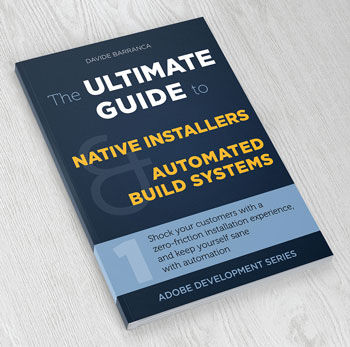 DAVIDE BARRANCA
The ULTIMATE
GUIDE to
NATIVE INSTALLERS
&
AUTOMATED
BUILD SYSTEMS
1
Shock your customers with a
zero-friction installation experience,
and keep yourself sane
with automation
ADOBE DEVELOPMENT SERIES